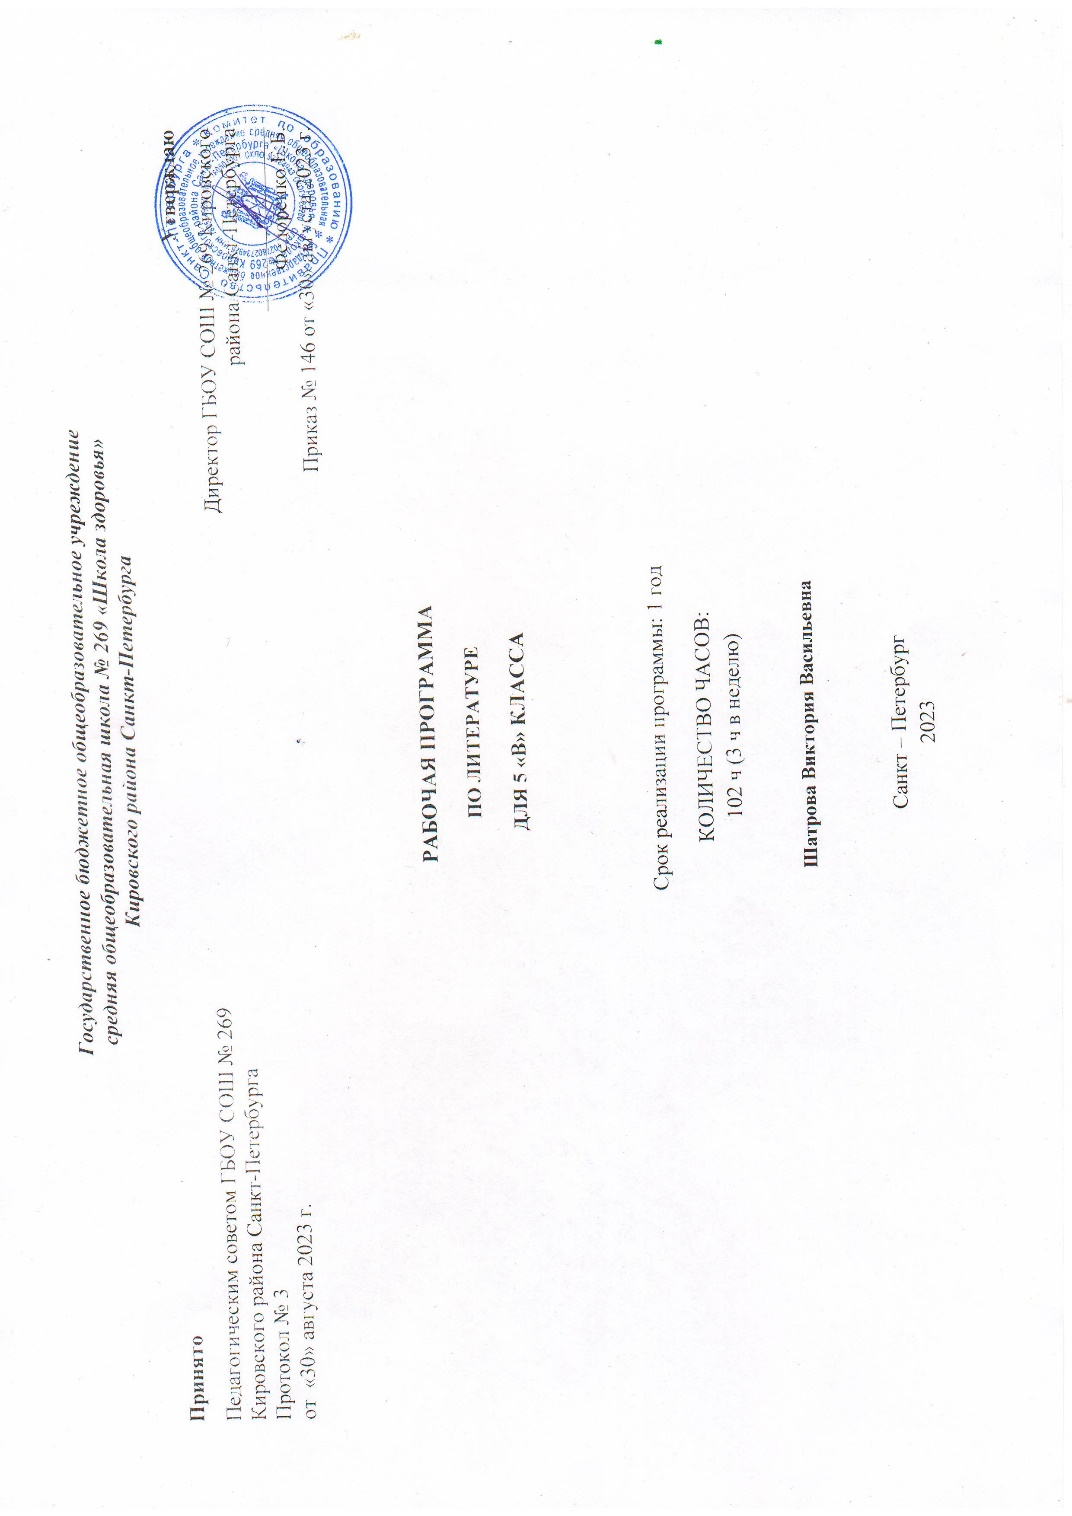 Государственное бюджетное общеобразовательное учреждение
средняя общеобразовательная школа № 269 «Школа здоровья»
Кировского района Санкт-Петербурга
Принято
Педагогическим советом ГБОУ СОШ № 269
Кировского района Санкт-Петербурга
Протокол № 3
от «30» августа 2023 г.
Утверждаю
Директор ГБОУ СОШ № 269 Кировского
района Санкт-Петербурга
Федоренко
Приказ № 146 от «30»
РАБОЧАЯ ПРОГРАММА
ПО ЛИТЕРАТУРЕ
ДЛЯ 5 «В» КЛАССА
Срок реализации программы: 1 год
КОЛИЧЕСТВО ЧАСОВ:
102 ч (3 ч в неделю)
Шатрова Виктория Васильевна
Санкт – Петербург
2023